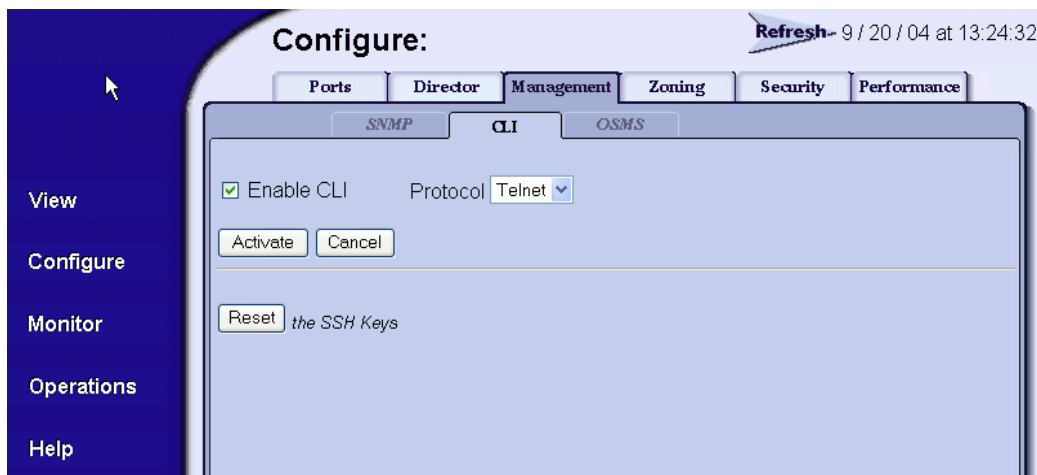 Configure:
Refresh- 9 / 20 / 04 at 13:24:32
Ports Director Management Zoning Security Performance
SNMP CLI OSMS
Enable CLI Protocol Telnet
Activate Cancel
Reset the SSH Keys
View
Configure
Monitor
Operations
Help